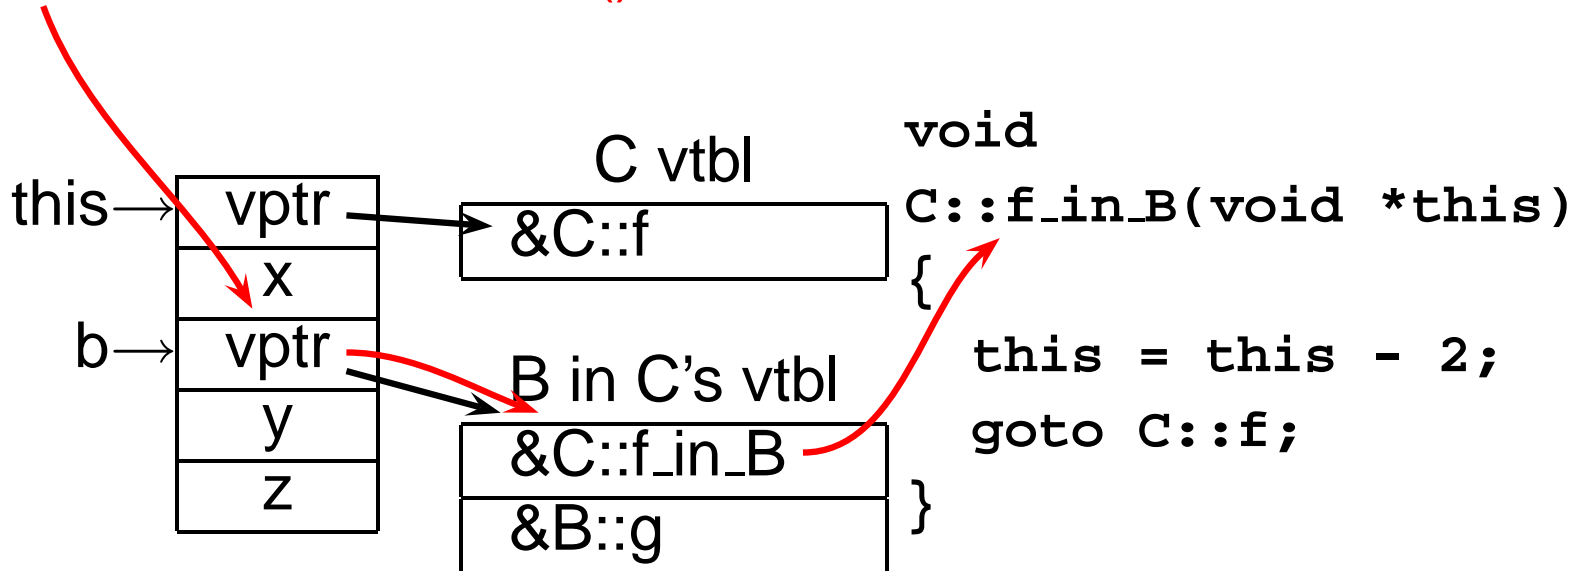 ()
this→ vptr
x
b→ vptr
y
z
C vtbl
&C::f
B in C's vtbl
&C::f_in_B
&B::g
void
C::f_in_B(void *this)
{
this = this - 2;
goto C::f;
}